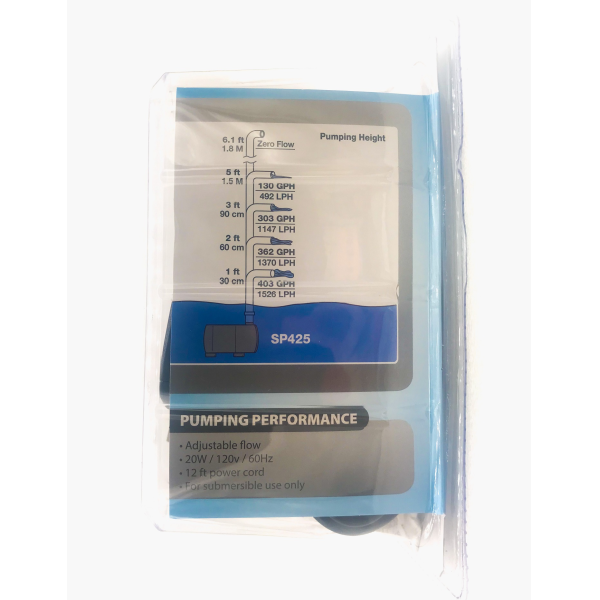 Pumping Height
6.1 ft
1.8 M
Zero Flow
5 ft
1.5 M
130 GPH
492 LPH
3 ft
90 cm
303 GPH
1147 LPH
2 ft
60 cm
362 GPH
1370 LPH
1 ft
30 cm
403 GPH
1526 LPH
SP425
PUMPING PERFORMANCE
• Adjustable flow
• 20W / 120v / 60Hz
• 12 ft power cord
• For submersible use only